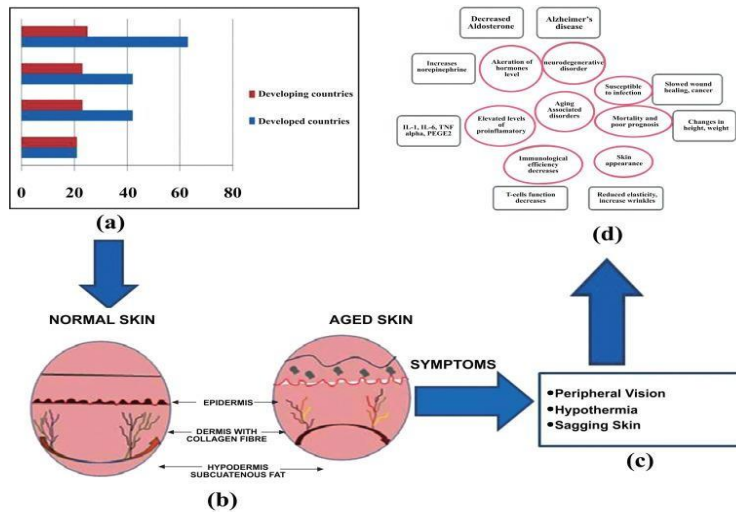 Developing countries
Developed countries
0
20
40
60
80
(a)
Decreased
Aldosterone
Alzheimer's
disease
Increases
norepinephrine
Akeration of
hormones
level
neurodegenerative
disorder
Susceptible
to infection
Slowed wound
healing, cancer
Aging
Associated
disorders
IL-1, IL-6, TNF
alpha, PEGE2
Elevated levels of
proinflamatory
Mortality and
poor prognosis
Changes in
height, weight
Immunological
efficiency
decreases
Skin
appearance
T-cells function
decreases
Reduced elasticity,
increase wrinkles
(d)
NORMAL SKIN
AGED SKIN
EPIDERMIS
DERMIS WITH
COLLAGEN FIBRE
HYPODERMIS
SUBCUATENOUS FAT
(b)
SYMPTOMS
•Peripheral Vision
•Hypothermia
•Sagging Skin
(c)